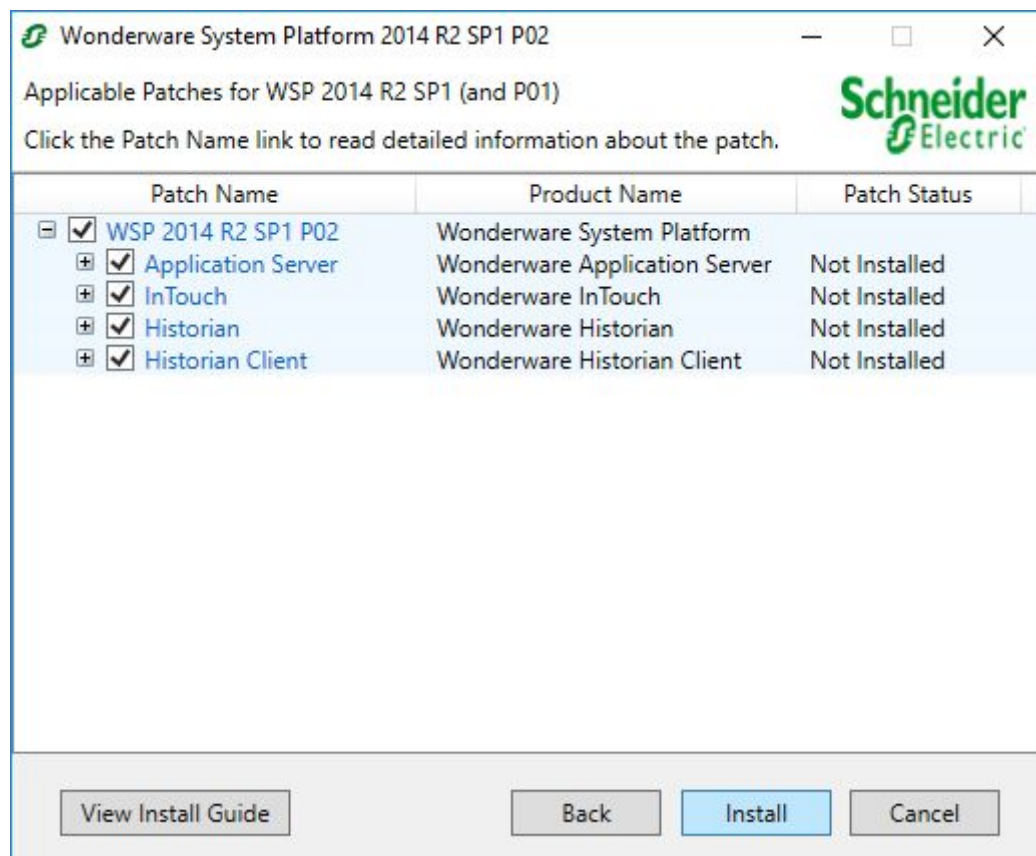 Wonderware System Platform 2014 R2 SP1 P02
Applicable Patches for WSP 2014 R2 SP1 (and P01)
Schneider
Electric
Click the Patch Name link to read detailed information about the patch.
Patch Name Product Name Patch Status
WSP 2014 R2 SP1 P02 Wonderware System Platform
Application Server Wonderware Application Server Not Installed
InTouch Wonderware InTouch Not Installed
Historian Wonderware Historian Not Installed
Historian Client Wonderware Historian Client Not Installed
View Install Guide Back Install Cancel